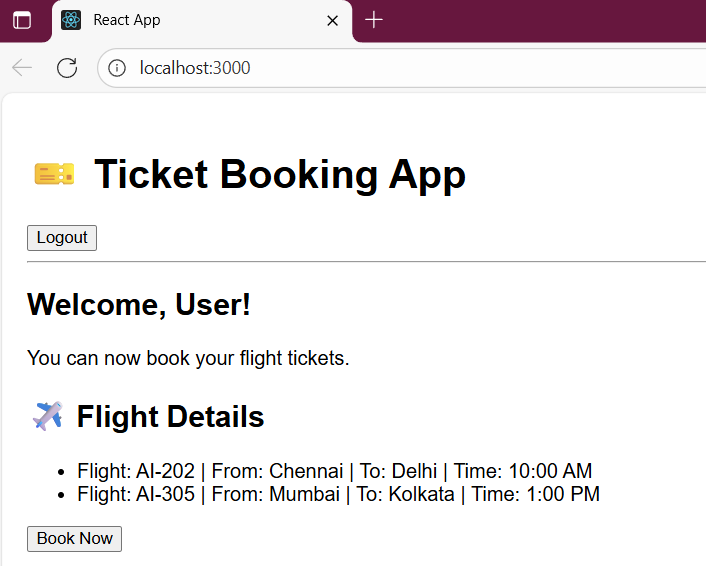 React App
localhost:3000
Ticket Booking App
Logout
Welcome, User!
You can now book your flight tickets.
Flight Details
Flight: AI-202 | From: Chennai | To: Delhi | Time: 10:00 AM
Flight: AI-305 | From: Mumbai | To: Kolkata | Time: 1:00 PM
Book Now